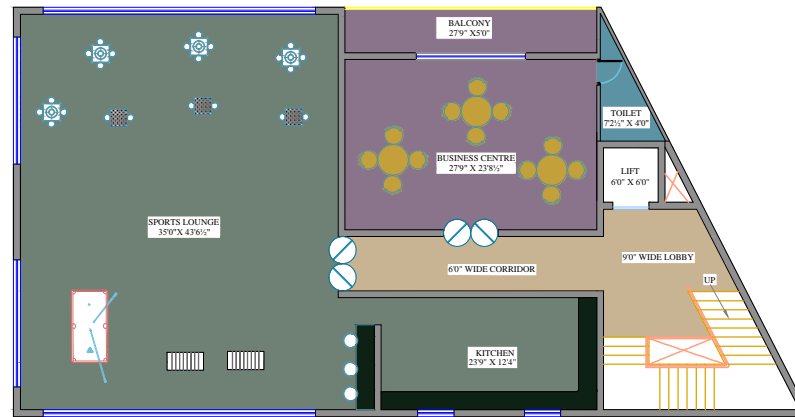 BALCONY
27'9" X5'0"
TOILET
7'2½" X 4'0"
BUSINESS CENTRE
27'9" X 23'8½"
LIFT
6'0" X 6'0"
SPORTS LOUNGE
35'0"X 43'6½"
6'0" WIDE CORRIDOR
9'0" WIDE LOBBY
UP
KITCHEN
23'9" X 12'4"